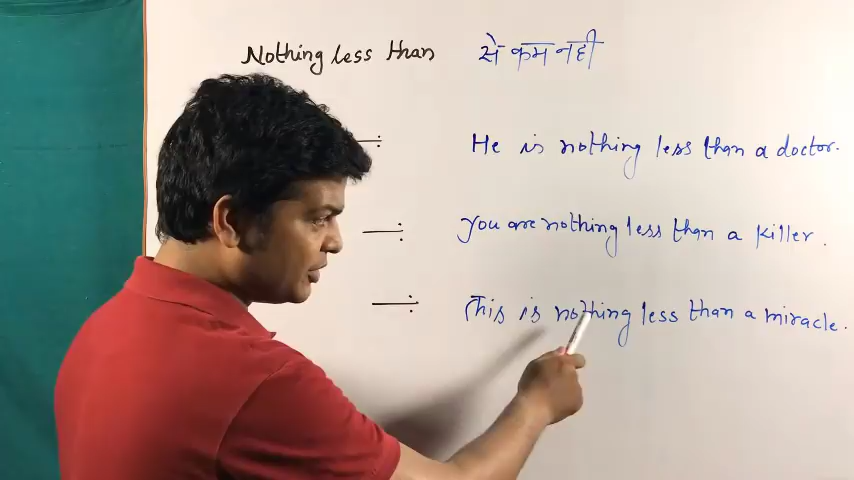 Nothing less than से कम नही
He is nothing less than a doctor.
you are nothing less than a killer.
This is nothing less than a miracle.